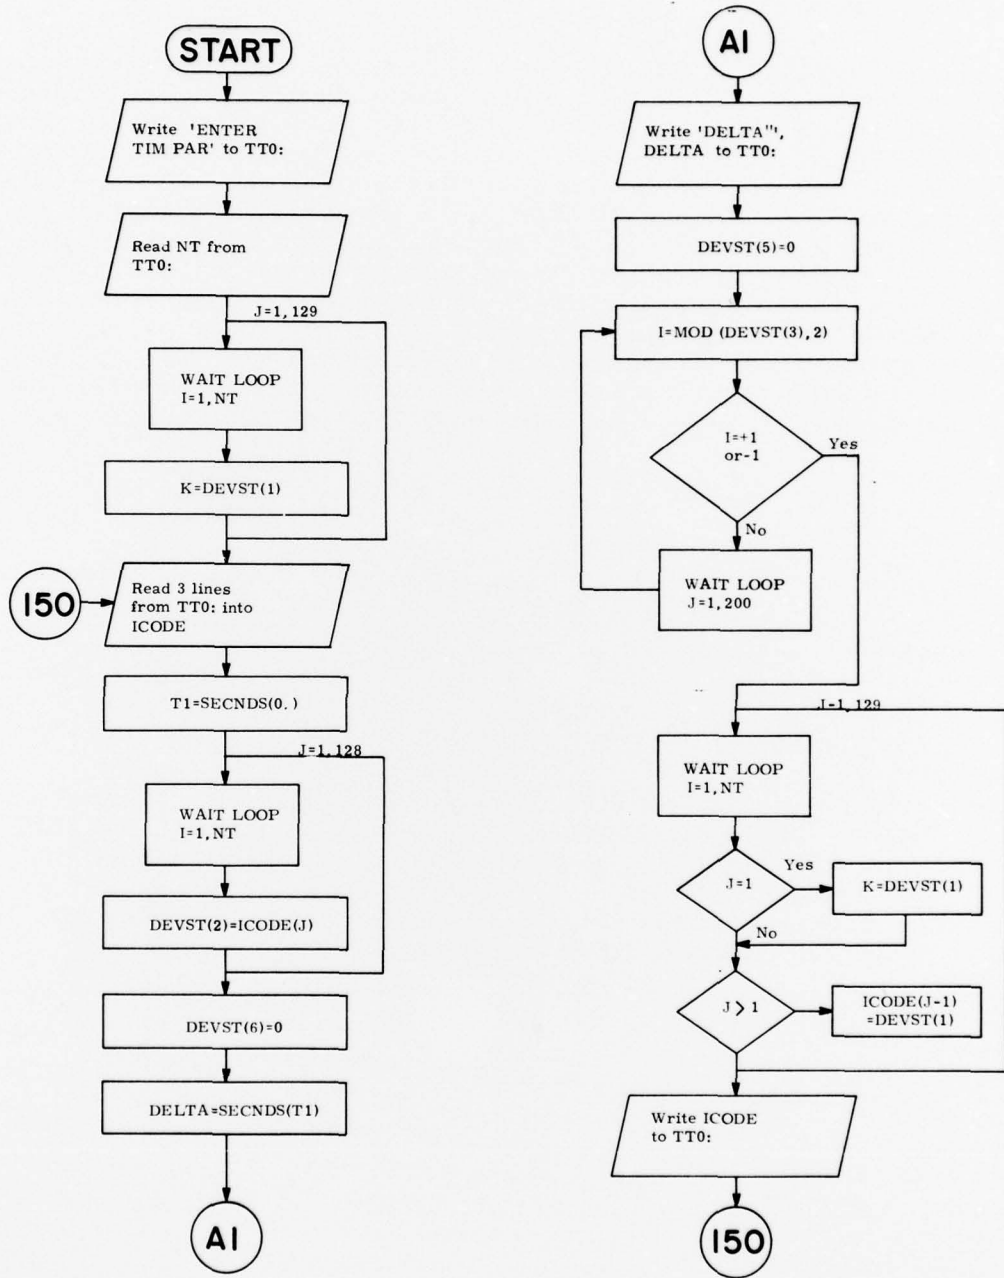 START
Write 'ENTER
TIM PAR' to TT0:
Read NT from
TT0:
J=1, 129
WAIT LOOP
I=1, NT
K=DEVST(1)
150
Read 3 lines
from TT0: into
ICODE
T1=SECNDS(0. )
J=1, 128
WAIT LOOP
I=1, NT
DEVST(2)=ICODE(J)
DEVST(6)=0
DELTA=SECNDS(T1)
A1
A1
Write 'DELTA"',
DELTA to TT0:
DEVST(5)=0
I=MOD (DEVST(3), 2)
I=+1
or-1
Yes
No
WAIT LOOP
J=1, 200
J-1, 129
WAIT LOOP
I=1, NT
J=1
Yes
K=DEVST(1)
No
J > 1
ICODE(J-1)
=DEVST(1)
Write ICODE
to TT0:
150